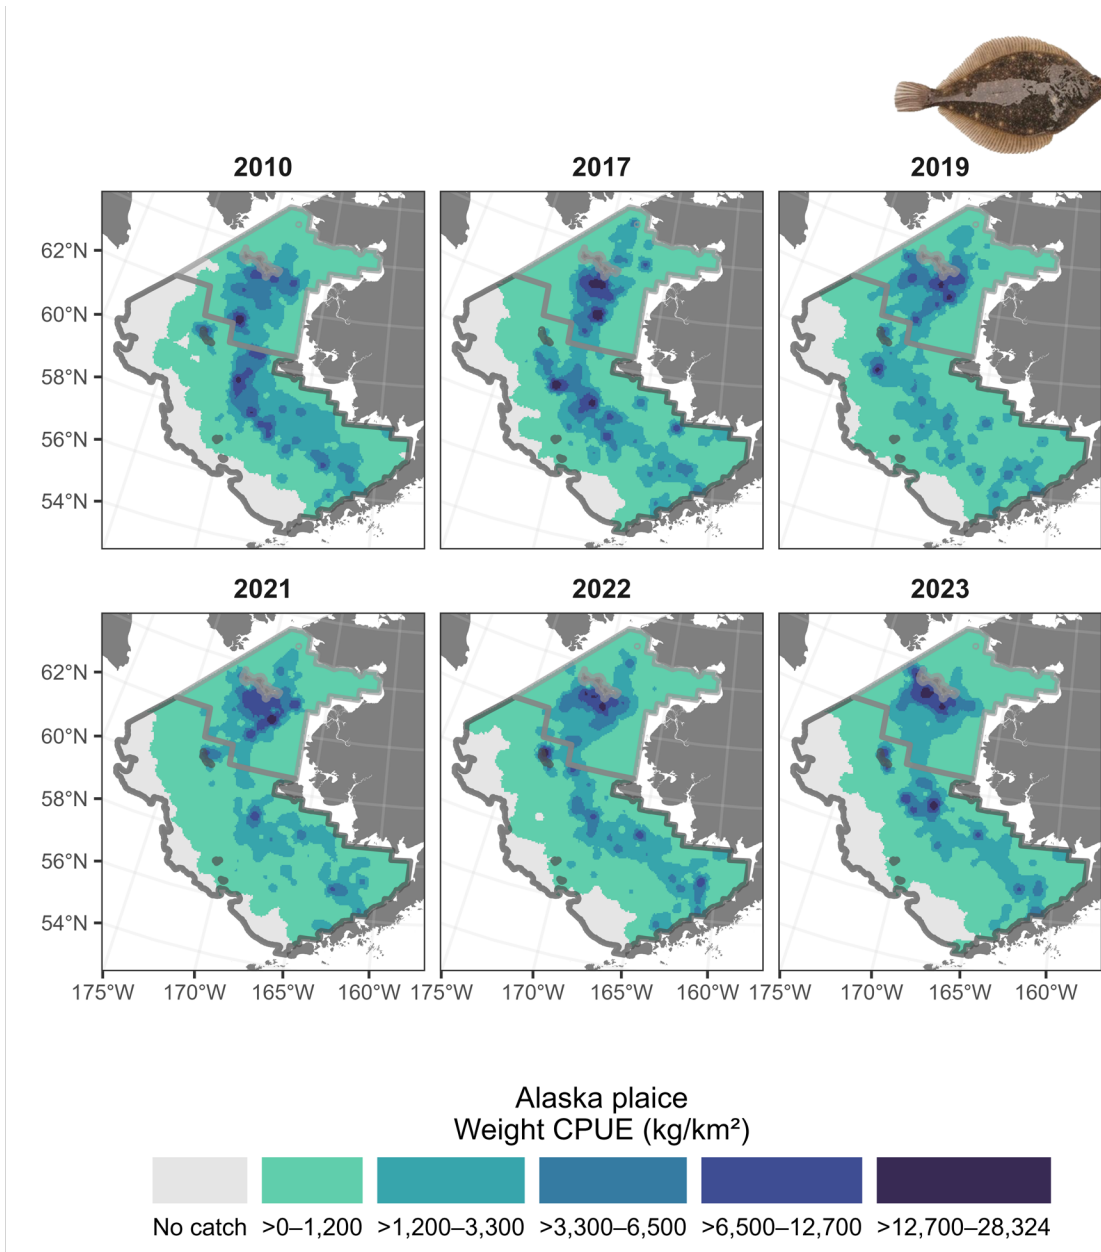 2010 2017 2019
62°N
60°N
58°N
56°N
54°N
2021 2022 2023
62°N
60°N
58°N
56°N
54°N
175°W 170°W 165°W 160°W 175°W 170°W 165°W 160°W 175°W 170°W 165°W 160°W
Alaska plaice
Weight CPUE (kg/km²)
No catch >0–1,200 >1,200–3,300 >3,300–6,500 >6,500–12,700 >12,700–28,324